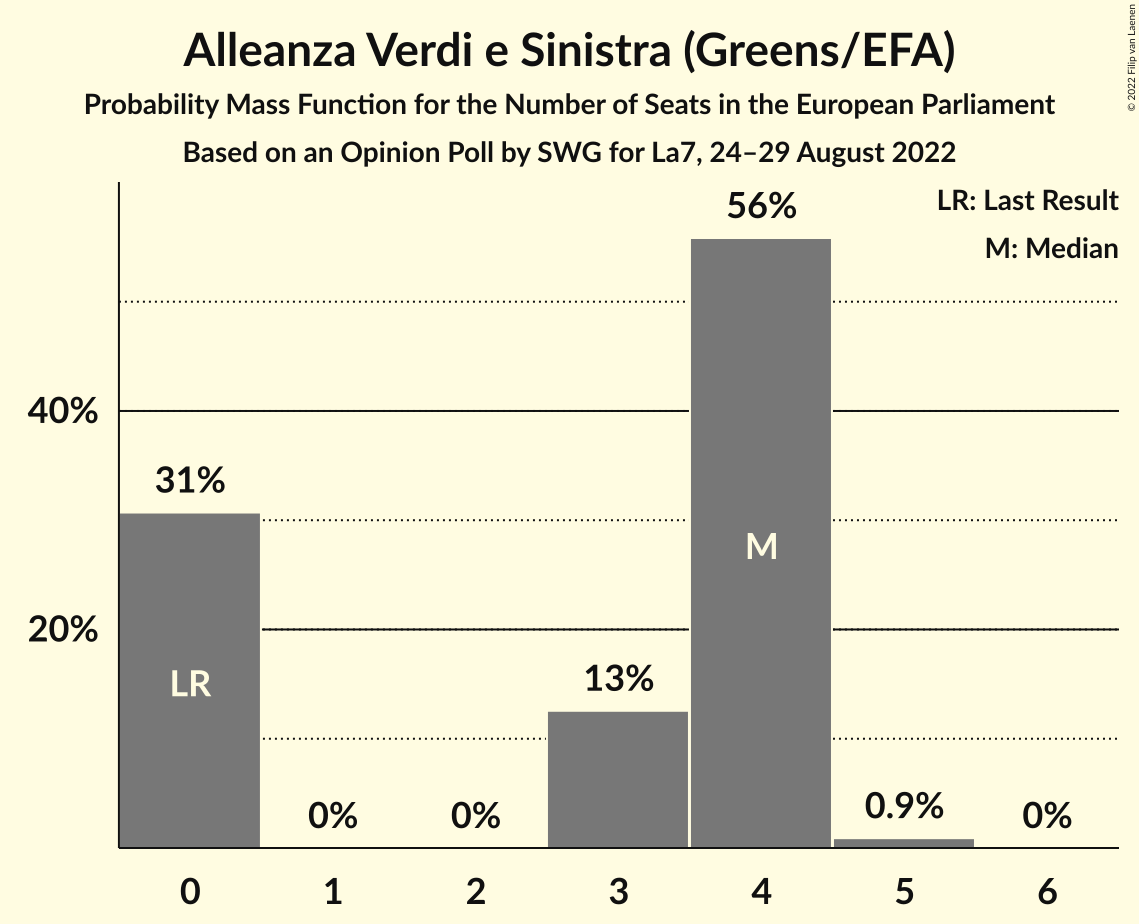 Alleanza Verdi e Sinistra (Greens/EFA)
Probability Mass Function for the Number of Seats in the European Parliament
Based on an Opinion Poll by SWG for La7, 24–29 August 2022
© 2022 Filip van Laenen
LR: Last Result
M: Median
56%
40%
31%
M
20%
LR
13%
0%
0%
0.9%
0%
0 1 2 3 4 5 6